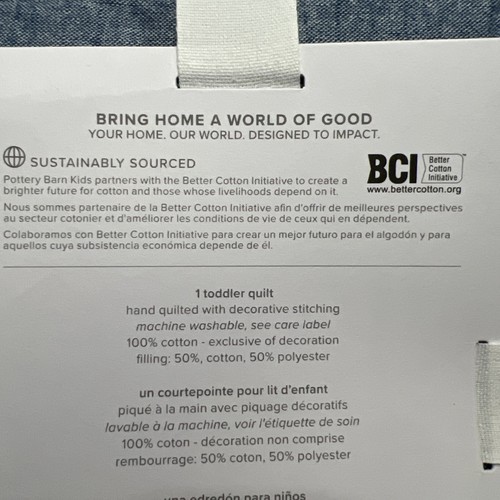 BRING HOME A WORLD OF GOOD
YOUR HOME. OUR WORLD. DESIGNED TO IMPACT.
SUSTAINABLY SOURCED
Pottery Barn Kids partners with the Better Cotton Initiative to create a
brighter future for cotton and those whose livelihoods depend on it.
BCI Better
Cotton
Initiative
www.bettercotton.org
Nous sommes partenaire de la Better Cotton Initiative afin d'offrir de meilleures perspectives
au secteur cotonier et d'améliorer les conditions de vie de ceux qui en dépendent.
Colaboramos con Better Cotton Initiative para crear un mejor futuro para el algodón y para
aquellos cuya subsistencia económica depende de él.
1 toddler quilt
hand quilted with decorative stitching
machine washable, see care label
100% cotton - exclusive of decoration
filling: 50%, cotton, 50% polyester
un courtepointe pour lit d'enfant
piqué à la main avec piquage décoratifs
lavable à la machine, voir l'étiquette de soin
100% coton - décoration non comprise
rembourrage: 50% coton, 50% polyester
una edredón para niños